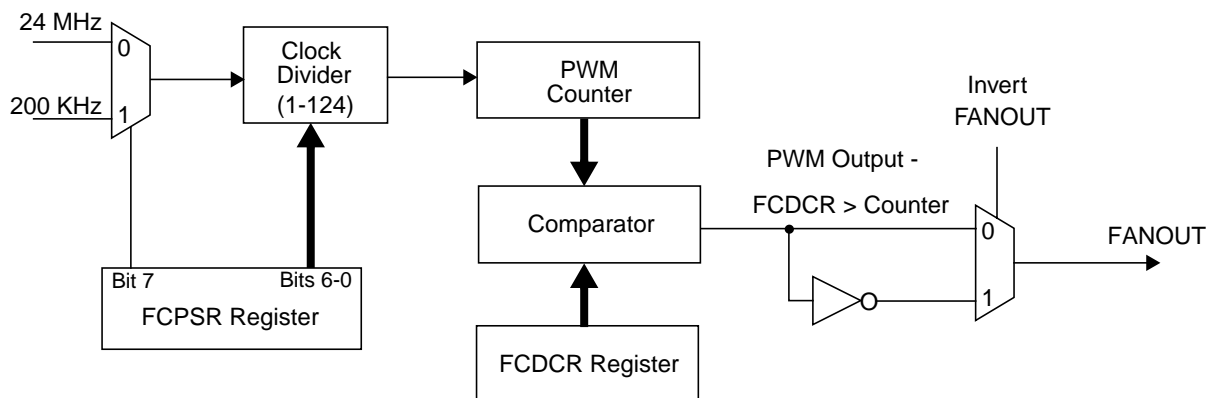 24 MHz
0
200 KHz
1
Clock
Divider
(1-124)
PWM
Counter
Invert
FANOUT
PWM Output -
FCDCR > Counter
Comparator
0
1
FANOUT
Bit 7
Bits 6-0
FCPSR Register
FCDCR Register